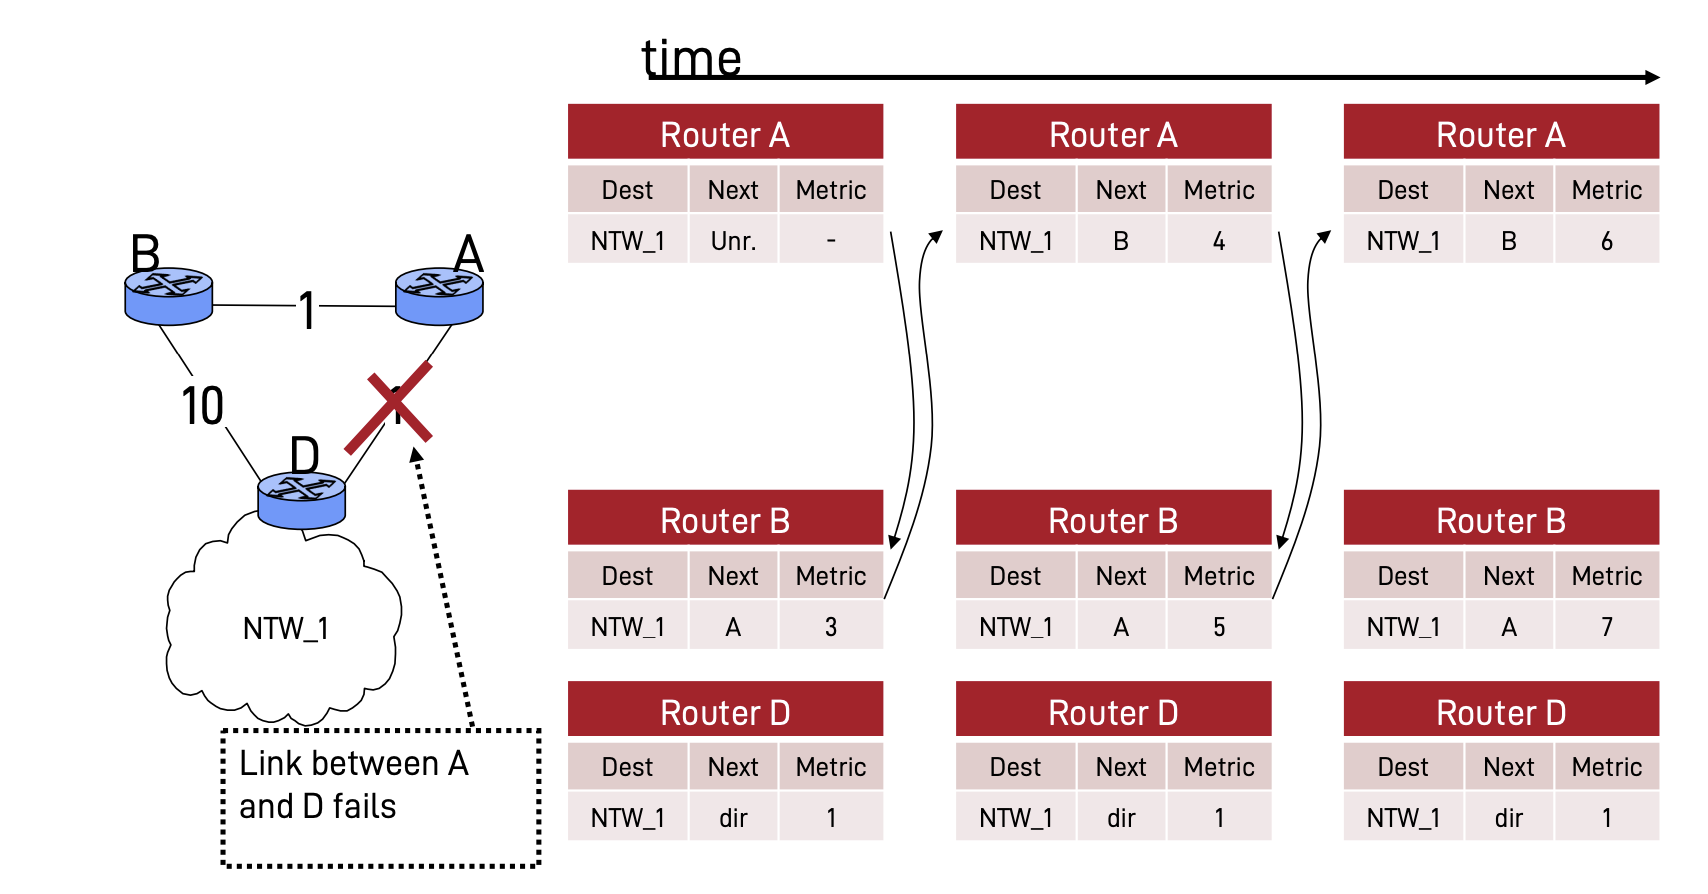 time
Router A
Dest Next Metric
NTW_1 Unr. -
Router A
Dest Next Metric
NTW_1 B 4
Router A
Dest Next Metric
NTW_1 B 6
B
A
1
10
1
D
NTW_1
Link between A
and D fails
Router B
Dest Next Metric
NTW_1 A 3
Router B
Dest Next Metric
NTW_1 A 5
Router B
Dest Next Metric
NTW_1 A 7
Router D
Dest Next Metric
NTW_1 dir 1
Router D
Dest Next Metric
NTW_1 dir 1
Router D
Dest Next Metric
NTW_1 dir 1